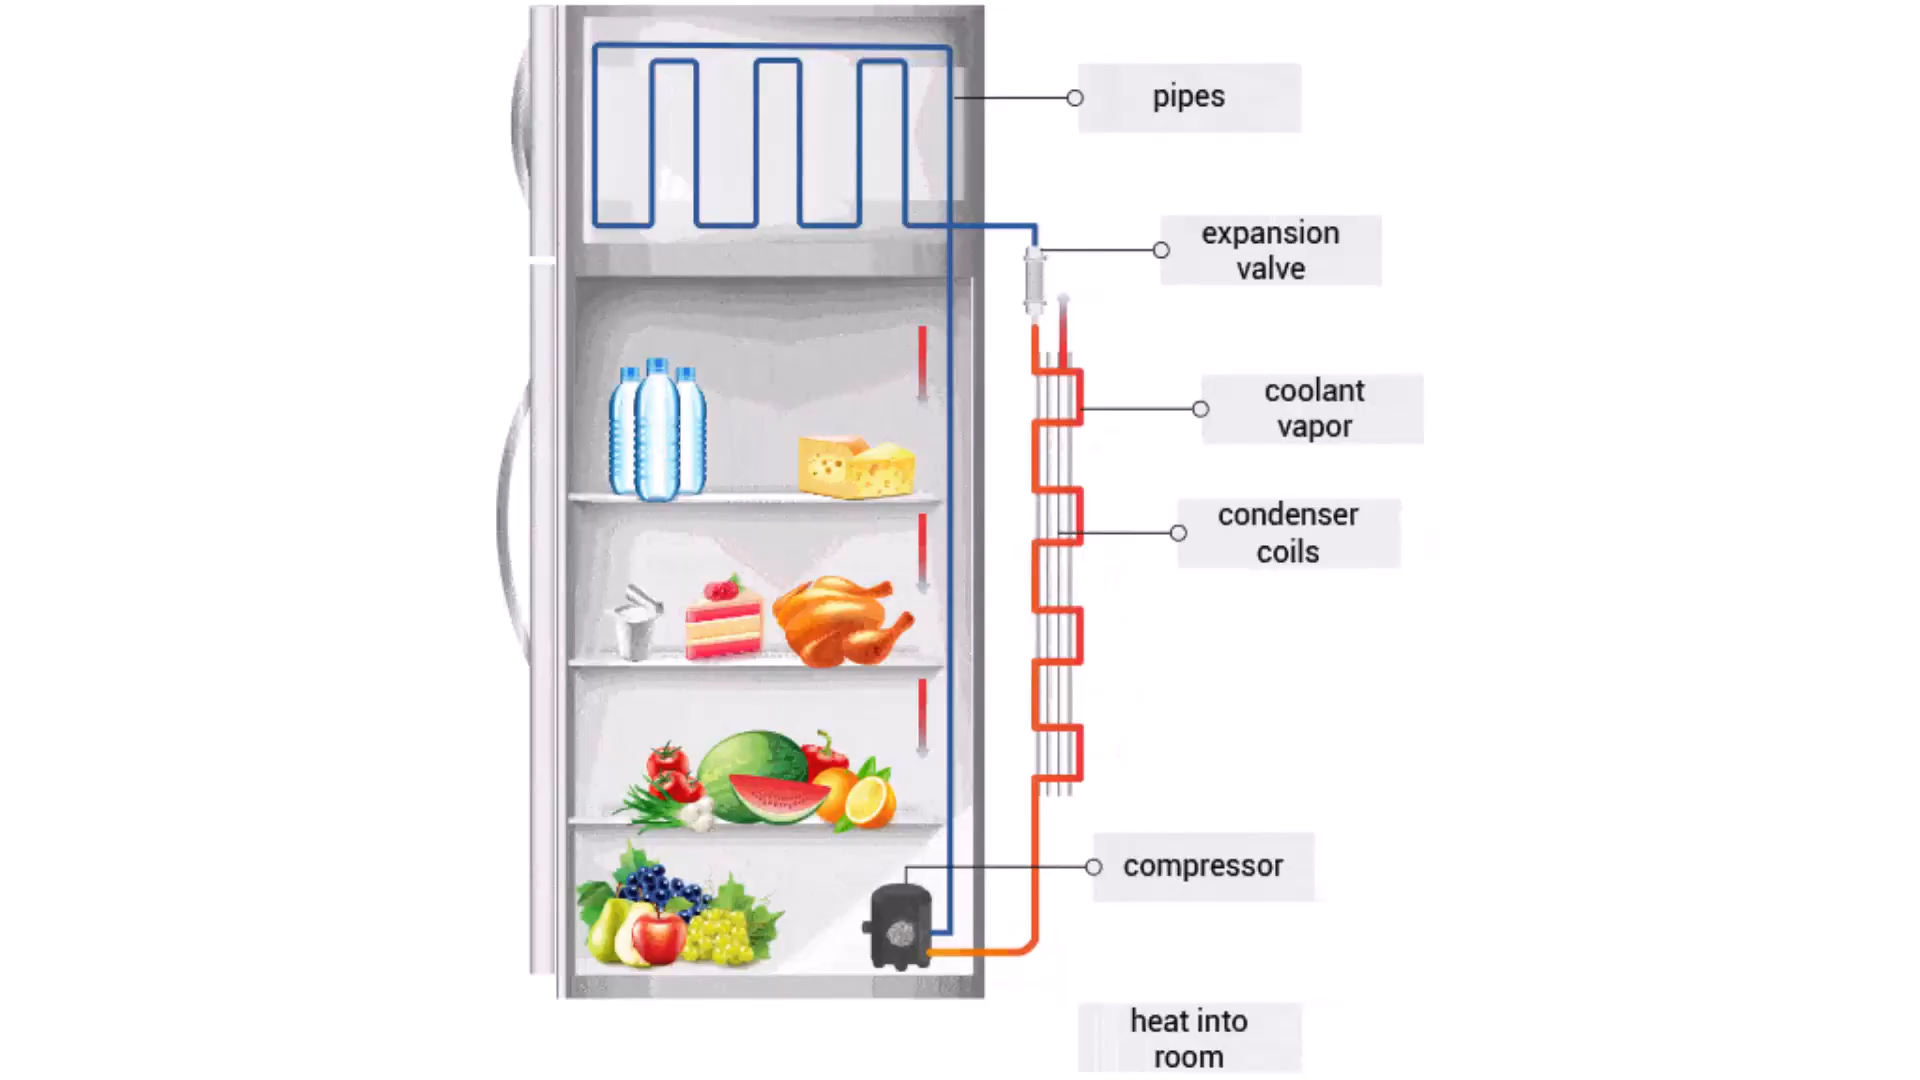 pipes
expansion
valve
coolant
vapor
condenser
coils
compressor
heat into
room